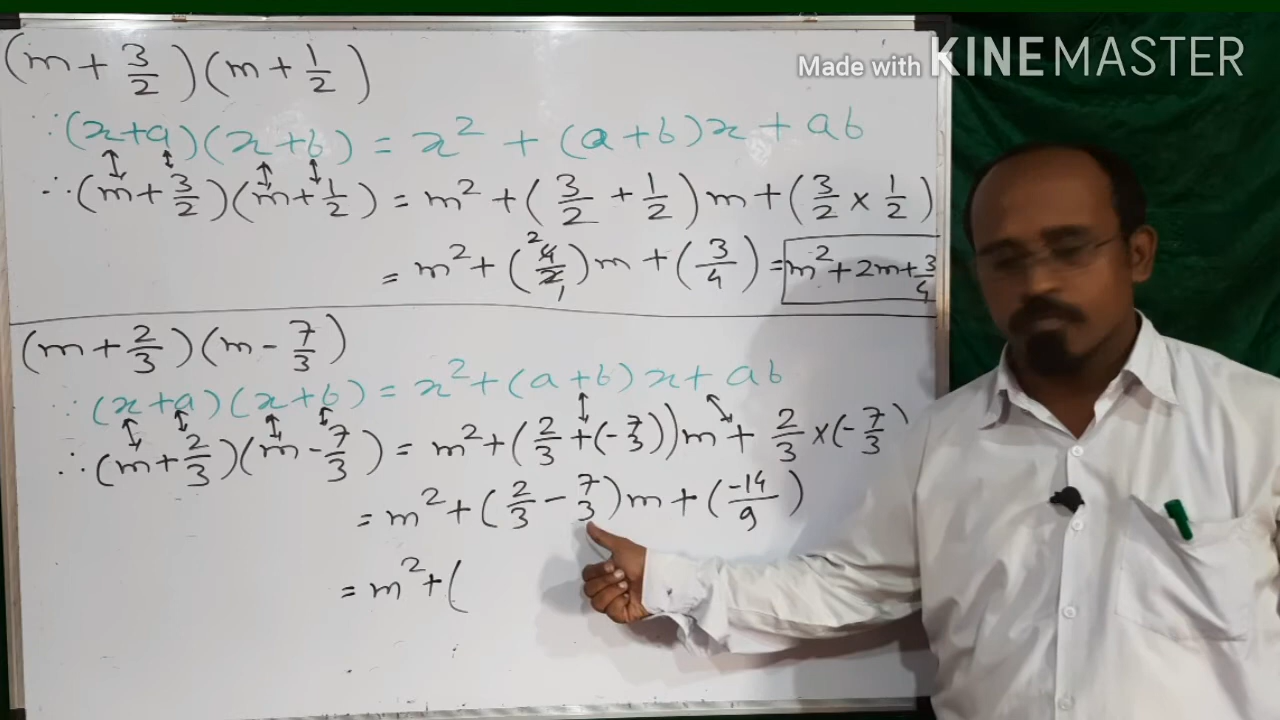 (m + 3/2)(m + 1/2)
Made with KINEMASTER
∵ (x+a)(x+b) = x² + (a+b)x + ab
∴ (m + 3/2)(m + 1/2) = m² + (3/2 + 1/2)m + (3/2 × 1/2)
= m² + (4/2)m + (3/4) = m² + 2m + 3/4
(m + 2/3)(m - 7/3)
∵ (x+a)(x+b) = x² + (a+b)x + ab
∴ (m + 2/3)(m - 7/3) = m² + (2/3 + (-7/3))m + 2/3 × (-7/3)
= m² + (2/3 - 7/3)m + (-14/9)
= m² + (